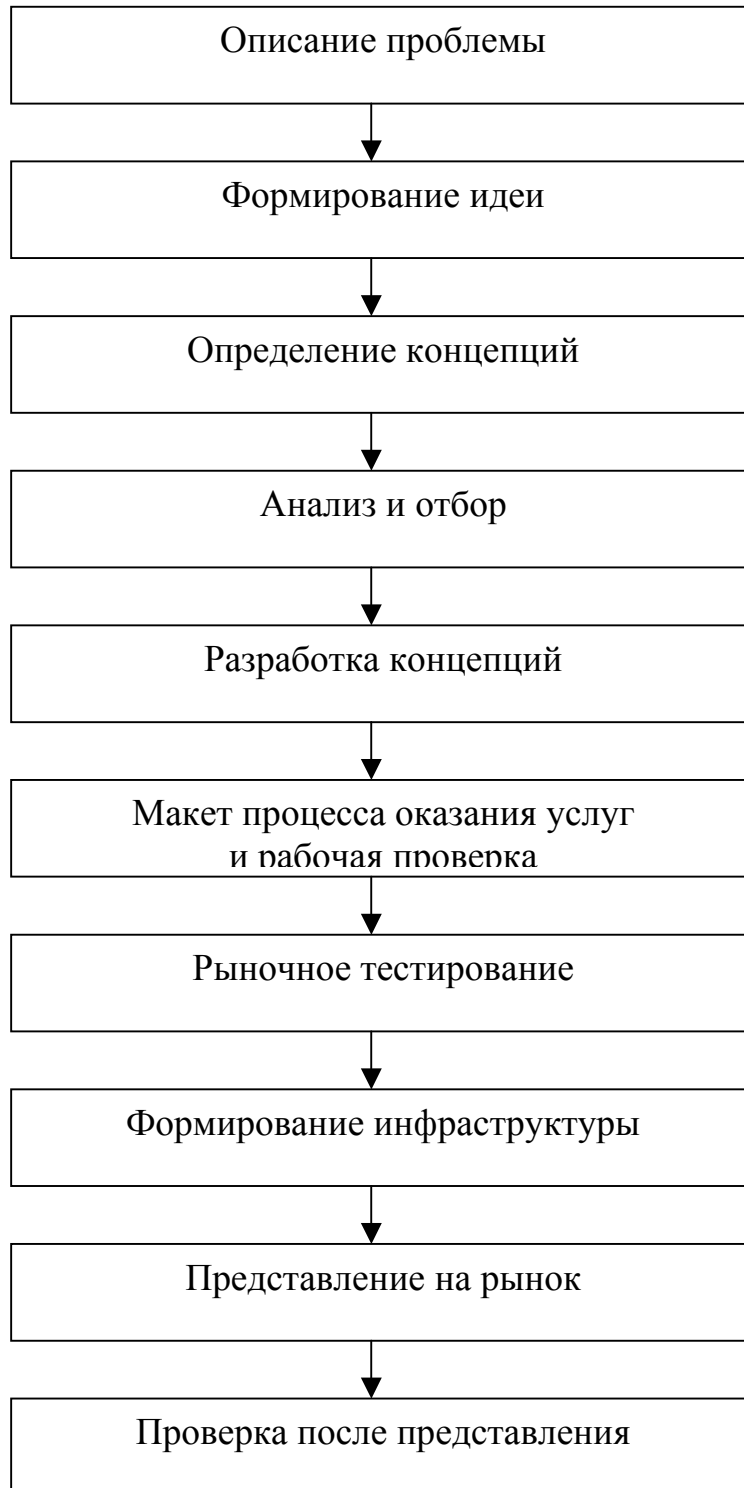 Описание проблемы
Формирование идеи
Определение концепций
Анализ и отбор
Разработка концепций
Макет процесса оказания услуг
и рабочая проверка
Рыночное тестирование
Формирование инфраструктуры
Представление на рынок
Проверка после представления